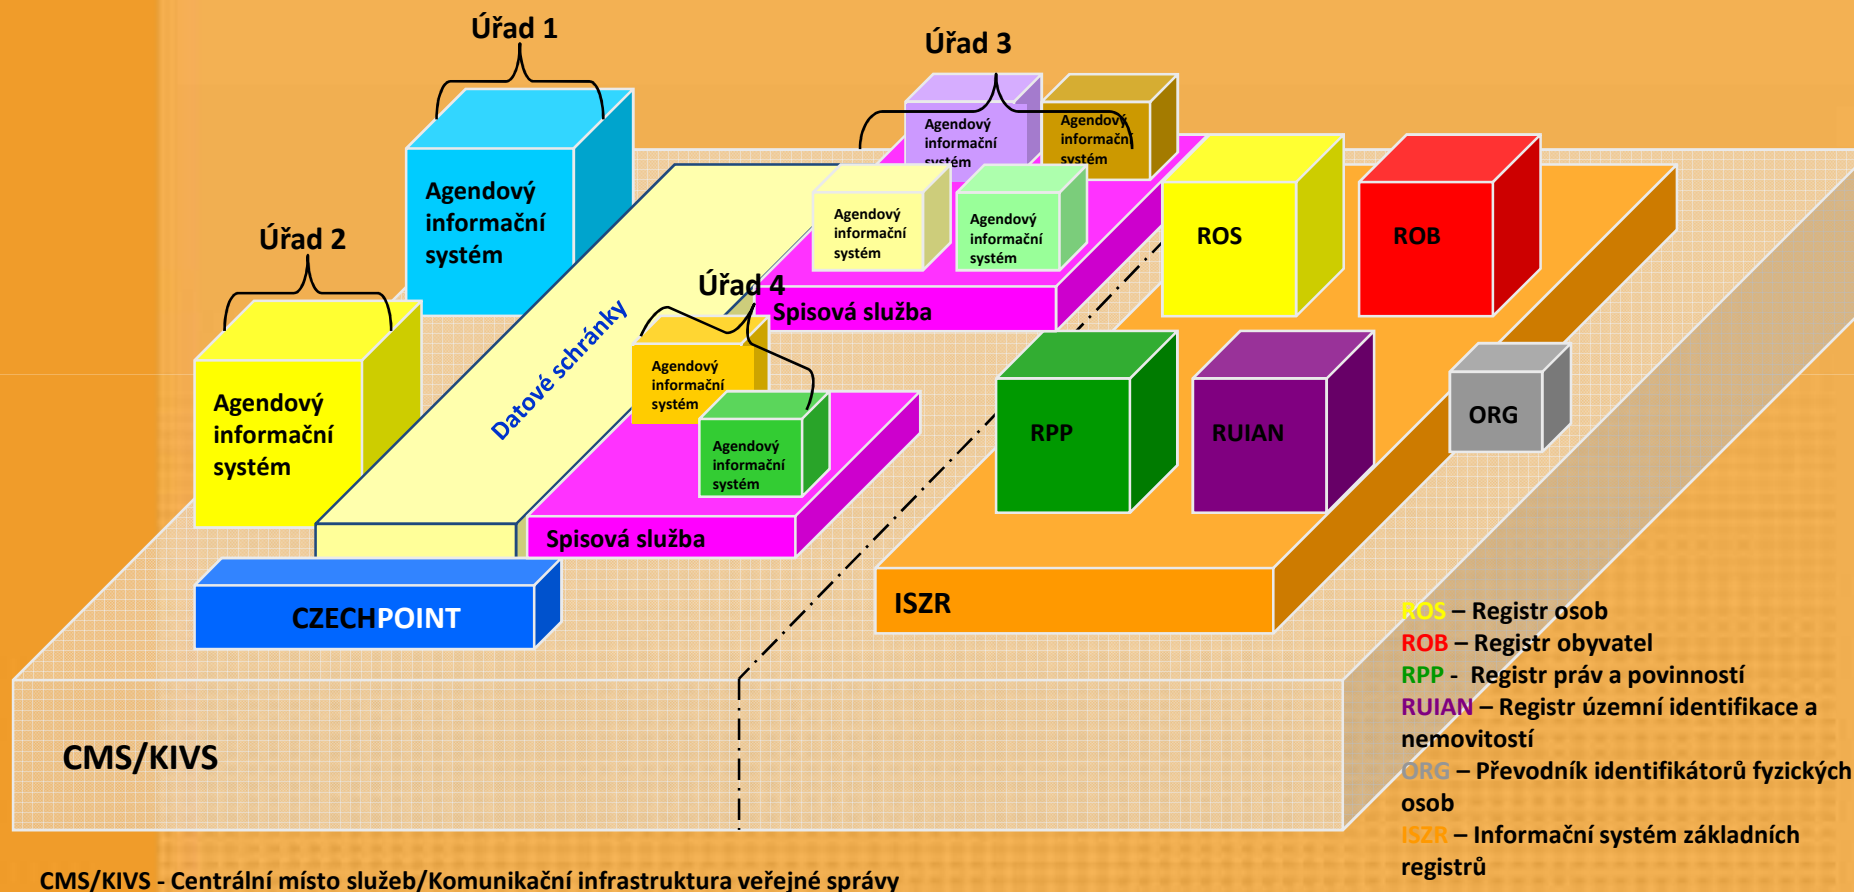 Úřad 1
Úřad 3
Úřad 2
Úřad 4
Agendový
informační
systém
Agendový
informační
systém
Agendový
informační
systém
Agendový
informační
systém
Agendový
informační
systém
Agendový
informační
systém
Agendový
informační
systém
Agendový
informační
systém
Datové schránky
Spisová služba
Spisová služba
CZECHPOINT
ROS
ROB
RPP
RUIAN
ORG
ISZR
CMS/KIVS
ROS – Registr osob
ROB – Registr obyvatel
RPP - Registr práv a povinností
RUIAN – Registr územní identifikace a
nemovitostí
ORG – Převodník identifikátorů fyzických
osob
ISZR – Informační systém základních
registrů
CMS/KIVS - Centrální místo služeb/Komunikační infrastruktura veřejné správy